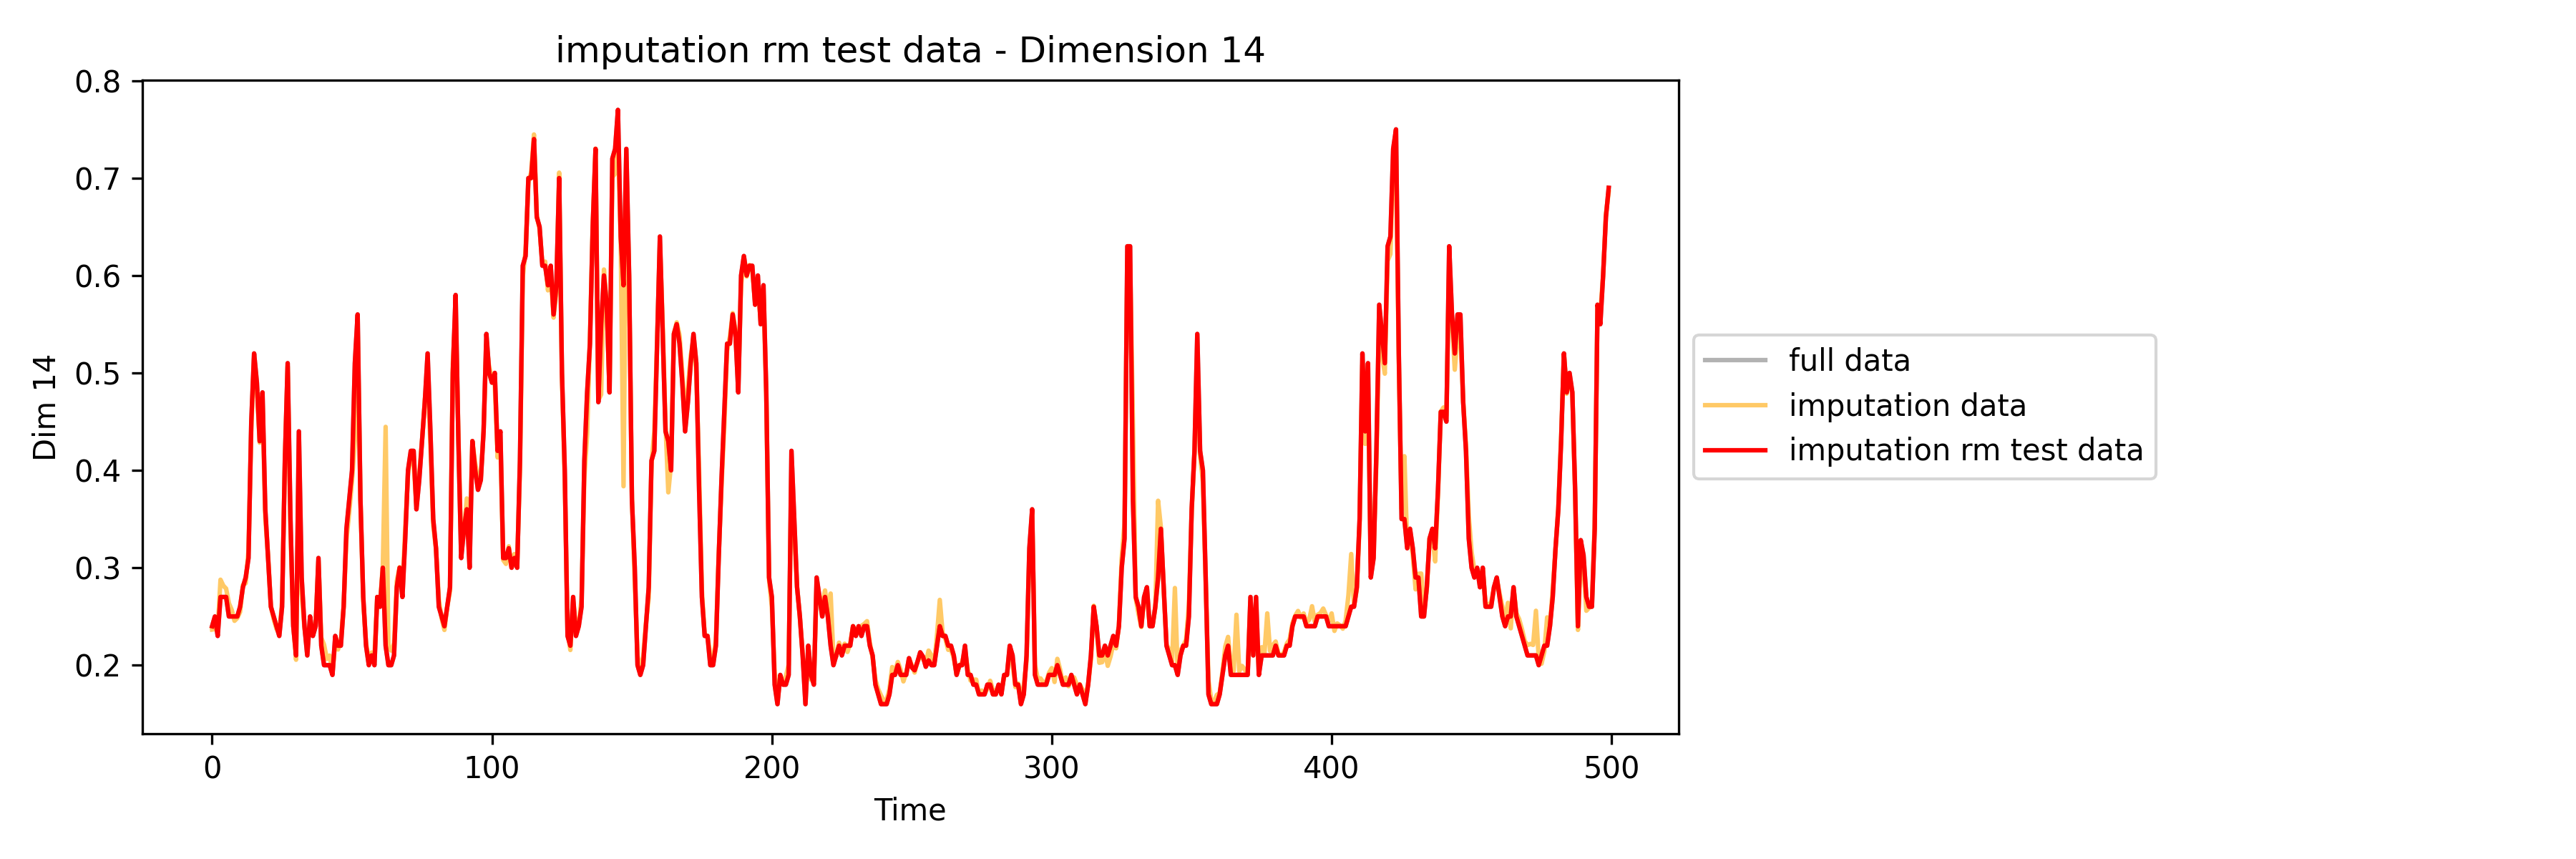 imputation rm test data - Dimension 14
0.8
0.7
0.6
0.5
0.4
0.3
0.2
Dim 14
0
100
200
300
400
500
Time
full data
imputation data
imputation rm test data